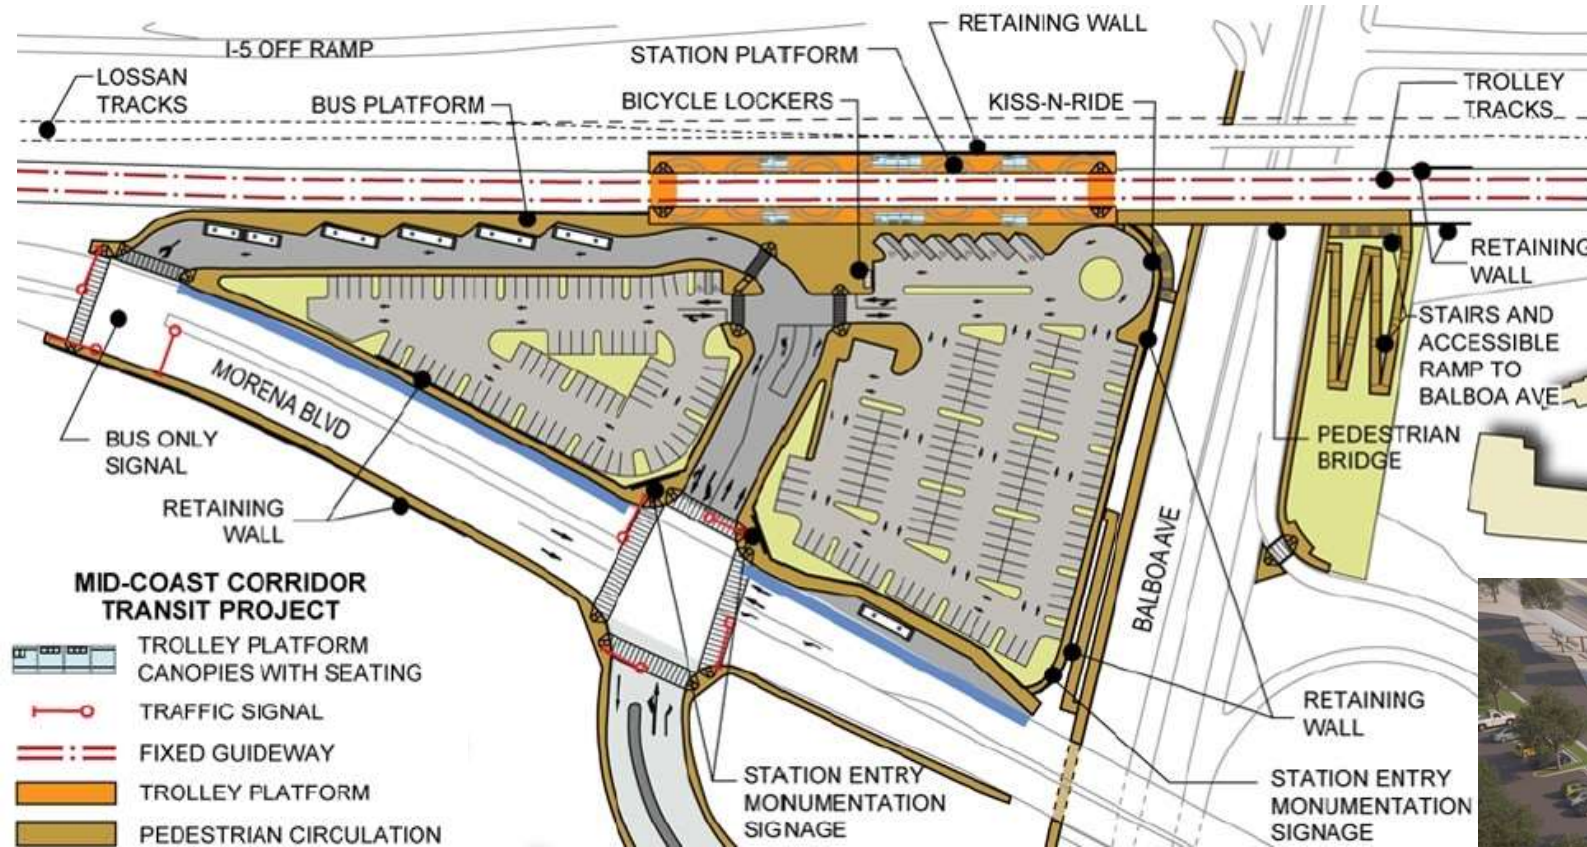 I-5 OFF RAMP
RETAINING WALL
STATION PLATFORM
LOSSAN
TRACKS
BUS PLATFORM
BICYCLE LOCKERS
KISS-N-RIDE
TROLLEY
TRACKS
RETAINING
WALL
STAIRS AND
ACCESSIBLE
RAMP TO
BALBOA AVE
PEDESTRIAN
BRIDGE
MORENA BLVD
BUS ONLY
SIGNAL
RETAINING
WALL
BALBOA AVE
RETAINING
WALL
STATION ENTRY
MONUMENTATION
SIGNAGE
STATION ENTRY
MONUMENTATION
SIGNAGE
MID-COAST CORRIDOR
TRANSIT PROJECT
TROLLEY PLATFORM
CANOPIES WITH SEATING
TRAFFIC SIGNAL
FIXED GUIDEWAY
TROLLEY PLATFORM
PEDESTRIAN CIRCULATION